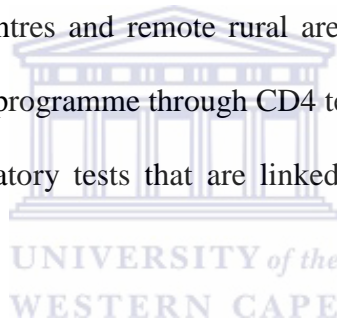 ntres and remote rural are
programme through CD4 te
atory tests that are linked
UNIVERSITY of the
WESTERN CAPE